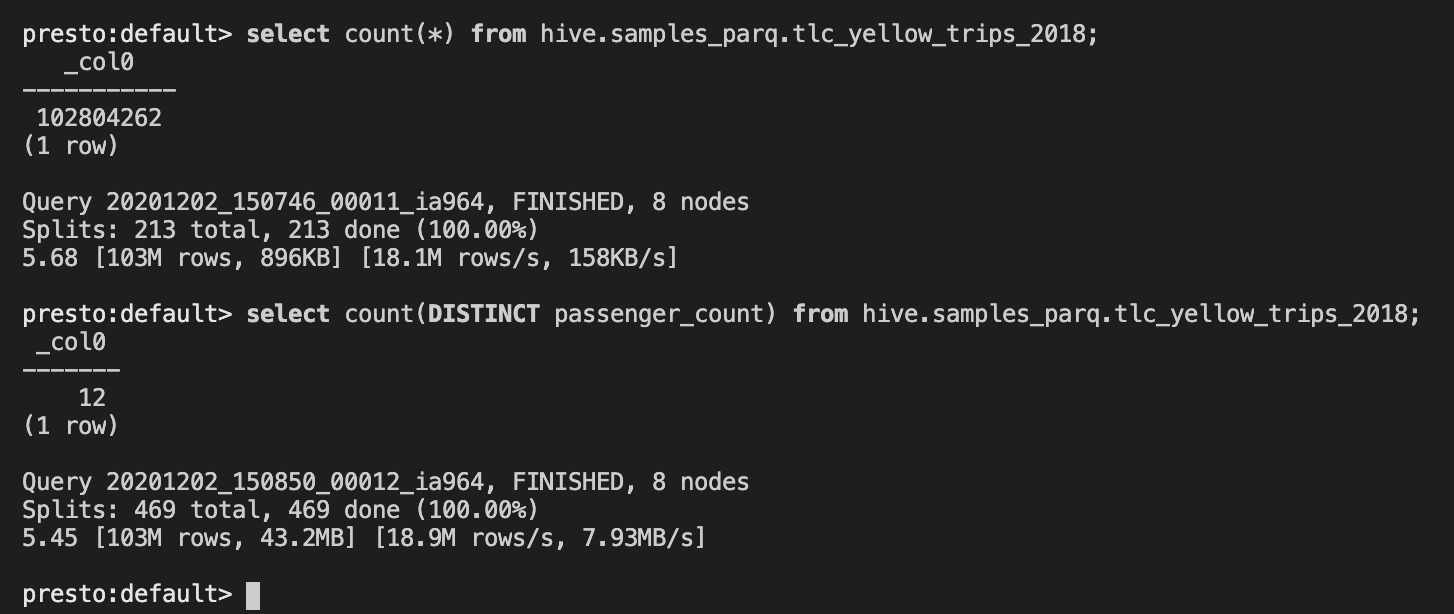 presto:default> select count(*) from hive.samples_parq.tlc_yellow_trips_2018;
   _col0
-----------
 102804262
(1 row)

Query 20201202_150746_00011_ia964, FINISHED, 8 nodes
Splits: 213 total, 213 done (100.00%)
5.68 [103M rows, 896KB] [18.1M rows/s, 158KB/s]

presto:default> select count(DISTINCT passenger_count) from hive.samples_parq.tlc_yellow_trips_2018;
 _col0
-------
    12
(1 row)

Query 20201202_150850_00012_ia964, FINISHED, 8 nodes
Splits: 469 total, 469 done (100.00%)
5.45 [103M rows, 43.2MB] [18.9M rows/s, 7.93MB/s]

presto:default>